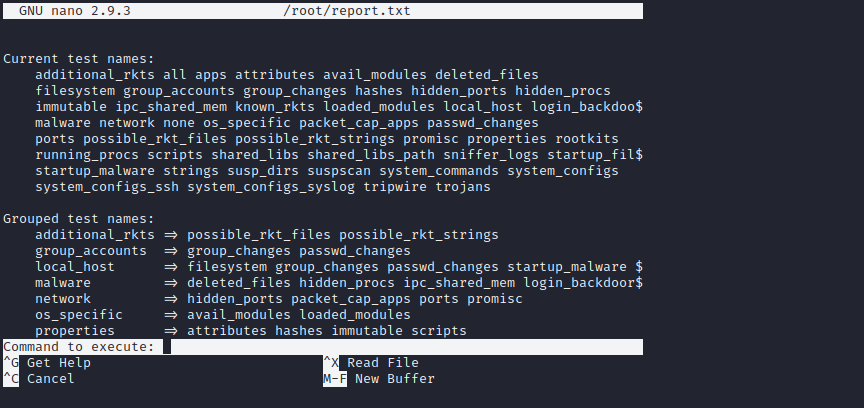 GNU nano 2.9.3 /root/report.txt
Current test names:
additional_rkts all apps attributes avail_modules deleted_files
filesystem group_accounts group_changes hashes hidden_ports hidden_procs
immutable ipc_shared_mem known_rkts loaded_modules local_host login_backdoo$
malware network none os_specific packet_cap_apps passwd_changes
ports possible_rkt_files possible_rkt_strings promisc properties rootkits
running_procs scripts shared_libs shared_libs_path sniffer_logs startup_fil$
startup_malware strings susp_dirs suspscan system_commands system_configs
system_configs_ssh system_configs_syslog tripwire trojans
Grouped test names:
additional_rkts => possible_rkt_files possible_rkt_strings
group_accounts => group_changes passwd_changes
local_host => filesystem group_changes passwd_changes startup_malware $
malware => deleted_files hidden_procs ipc_shared_mem login_backdoor$
network => hidden_ports packet_cap_apps ports promisc
os_specific => avail_modules loaded_modules
properties => attributes hashes immutable scripts
Command to execute:
^G Get Help ^X Read File
^C Cancel M-F New Buffer